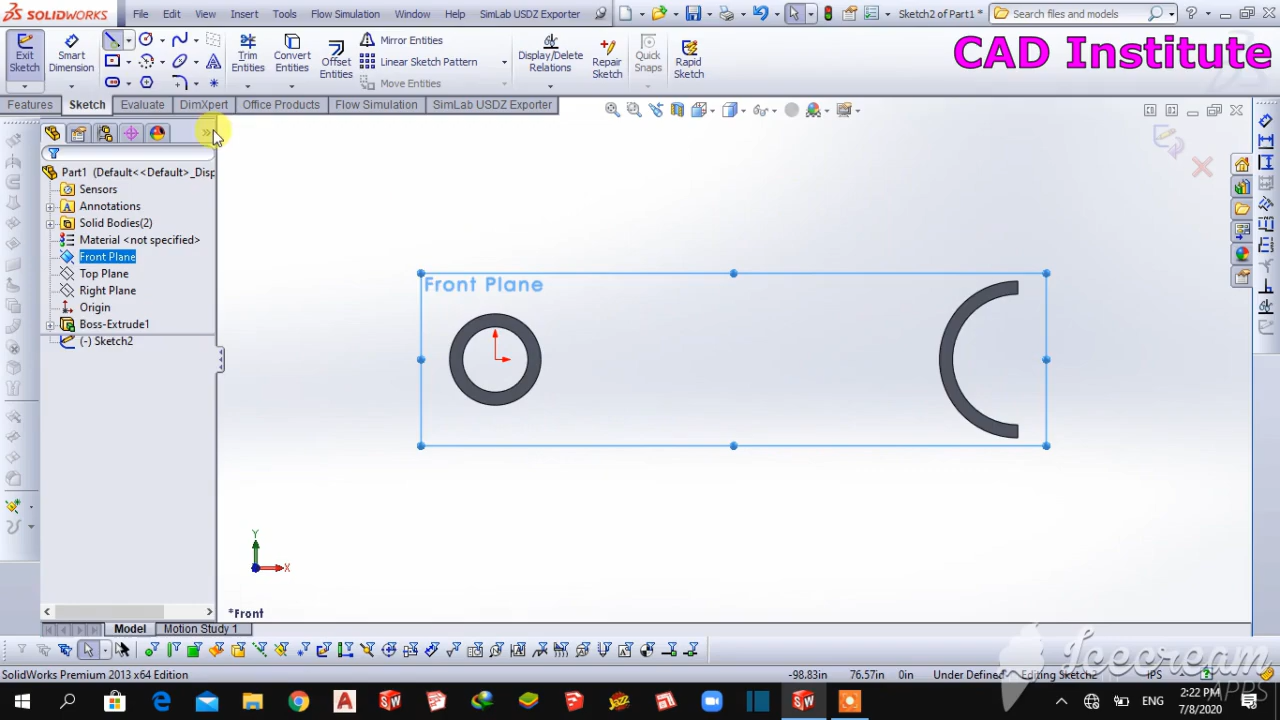 SOLIDWORKS
File
Edit
View
Insert
Tools
Flow Simulation
Window
Help
SimLab USDZ Exporter
Sketch2 of Part1 *
Search files and models
CAD Institute
Exit
Sketch
Smart
Dimension
Trim
Entities
Convert
Entities
Offset
Entities
Mirror Entities
Linear Sketch Pattern
Move Entities
Display/Delete
Relations
Repair
Sketch
Quick
Snaps
Rapid
Sketch
Features
Sketch
Evaluate
DimXpert
Office Products
Flow Simulation
SimLab USDZ Exporter
Part1 (Default<<Default>_Disp
Sensors
Annotations
Solid Bodies(2)
Material <not specified>
Front Plane
Top Plane
Right Plane
Origin
Boss-Extrude1
(-) Sketch2
Front Plane
Y
X
*Front
Model
Motion Study 1
SolidWorks Premium 2013 x64 Edition
-98.83in
76.57in
0in
Under Defined
Editing Sketch2
IPS
Icecream
APPS
ENG
2:22 PM
7/8/2020